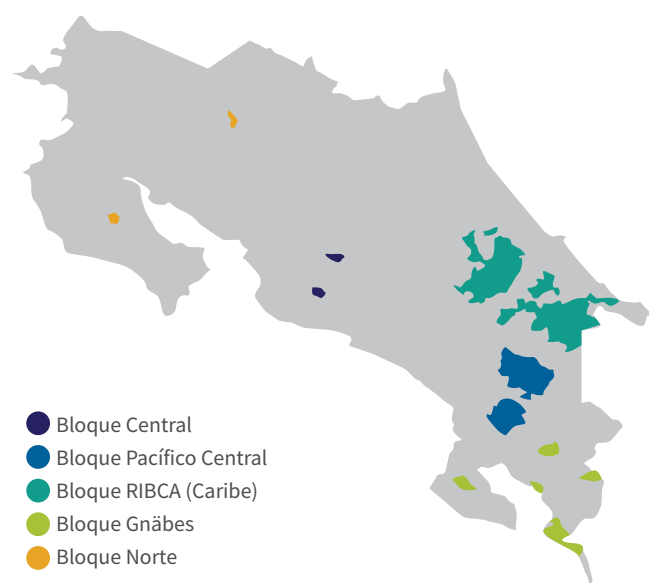 Bloque Central
Bloque Pacífico Central
Bloque RIBCA (Caribe)
Bloque Gnäbes
Bloque Norte